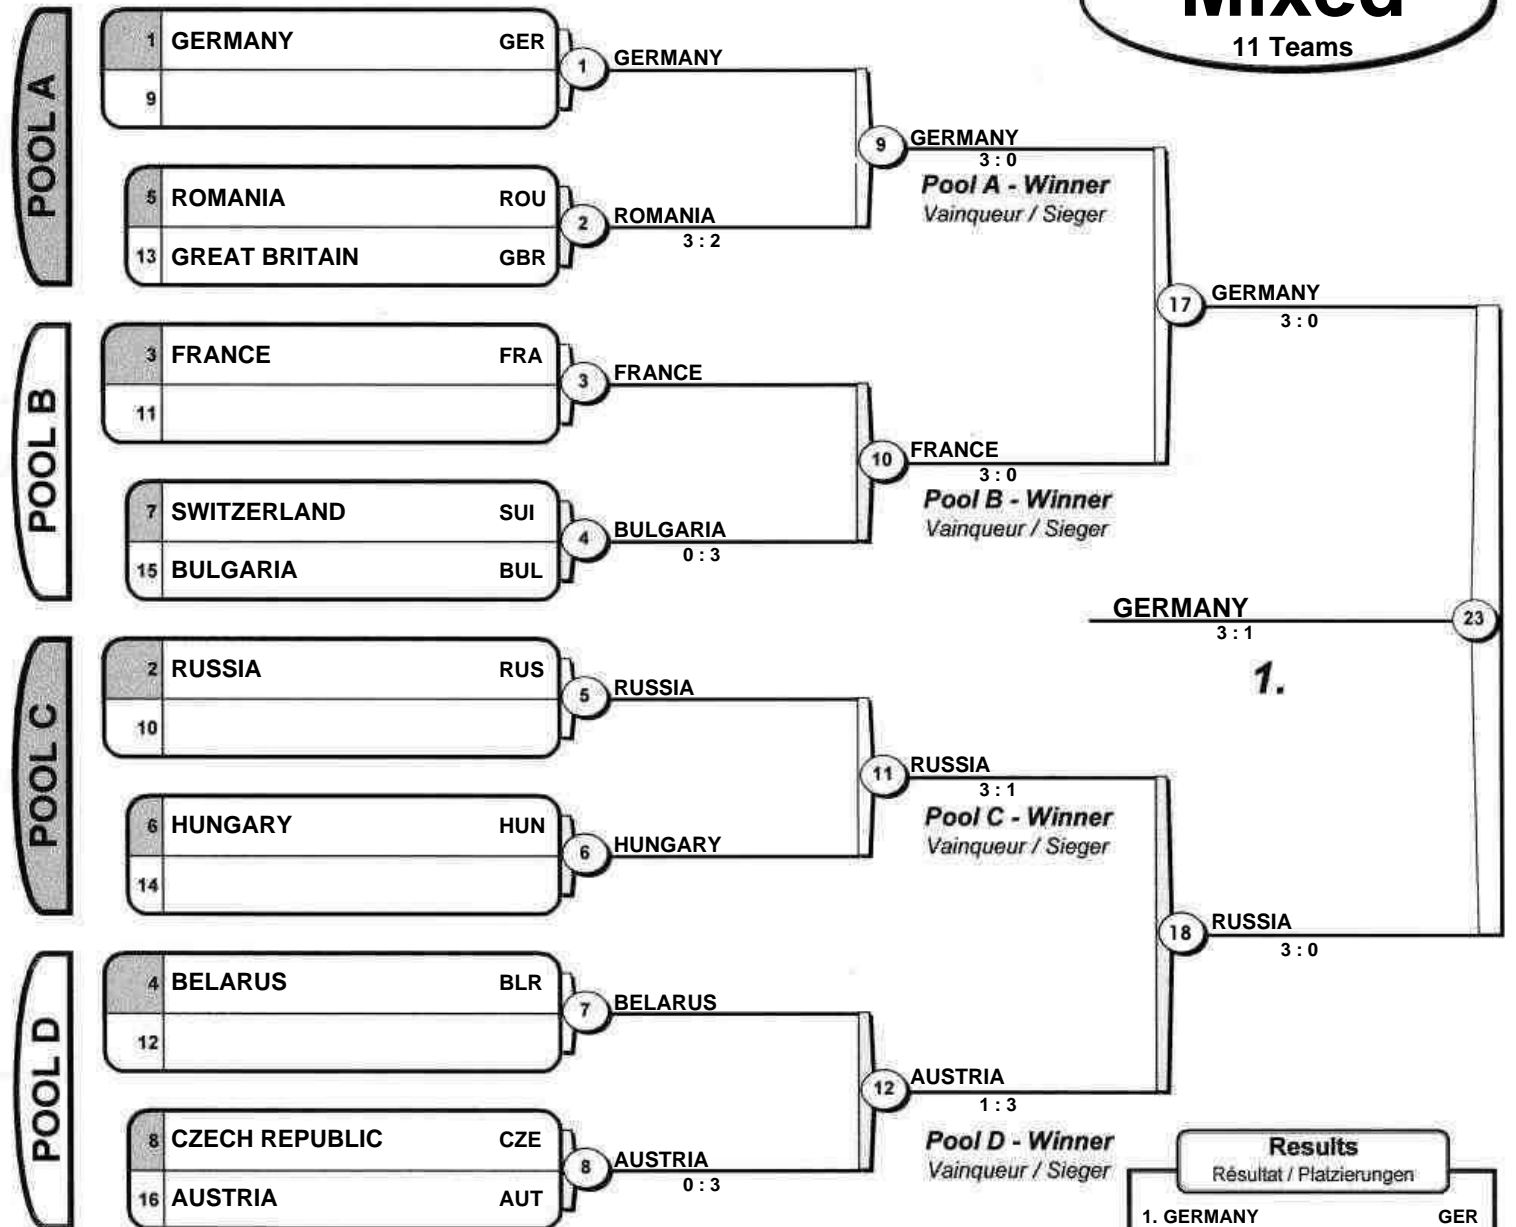 Mixed
11 Teams
POOL A
1 GERMANY GER
9
5 ROMANIA ROU
13 GREAT BRITAIN GBR
1 GERMANY
2 ROMANIA
3 : 2
9 GERMANY
3 : 0
Pool A - Winner
Vainqueur / Sieger
POOL B
3 FRANCE FRA
11
7 SWITZERLAND SUI
15 BULGARIA BUL
3 FRANCE
4 BULGARIA
0 : 3
10 FRANCE
3 : 0
Pool B - Winner
Vainqueur / Sieger
17 GERMANY
3 : 0
GERMANY 23
3 : 1
1.
POOL C
2 RUSSIA RUS
10
6 HUNGARY HUN
14
5 RUSSIA
6 HUNGARY
11 RUSSIA
3 : 1
Pool C - Winner
Vainqueur / Sieger
POOL D
4 BELARUS BLR
12
8 CZECH REPUBLIC CZE
16 AUSTRIA AUT
7 BELARUS
8 AUSTRIA
0 : 3
12 AUSTRIA
1 : 3
Pool D - Winner
Vainqueur / Sieger
18 RUSSIA
3 : 0
Results
Résultat / Platzierungen
1. GERMANY GER